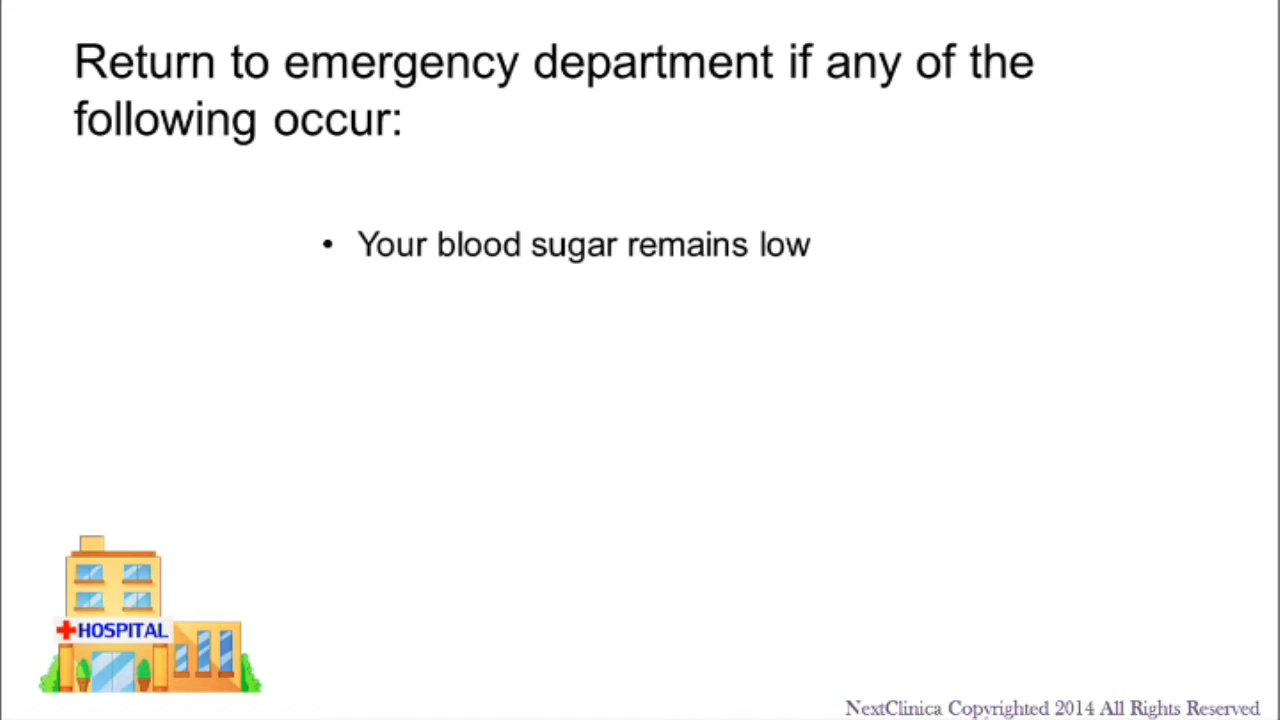 Return to emergency department if any of the
following occur:
• Your blood sugar remains low
HOSPITAL
NextClinica Copyrighted 2014 All Rights Reserved